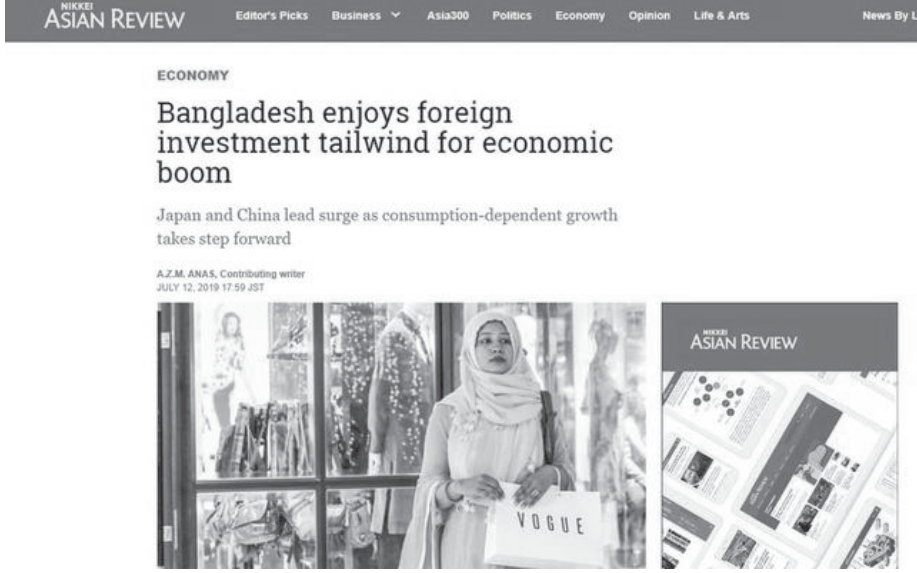 NIKKEI
ASIAN REVIEW
Editor's Picks Business Asia300 Politics Economy Opinion Life & Arts News By L
ECONOMY
Bangladesh enjoys foreign
investment tailwind for economic
boom
Japan and China lead surge as consumption-dependent growth
takes step forward
A.Z.M. ANAS, Contributing writer
JULY 12, 2019 17:59 JST
VOGUE
NIKKEI
ASIAN REVIEW